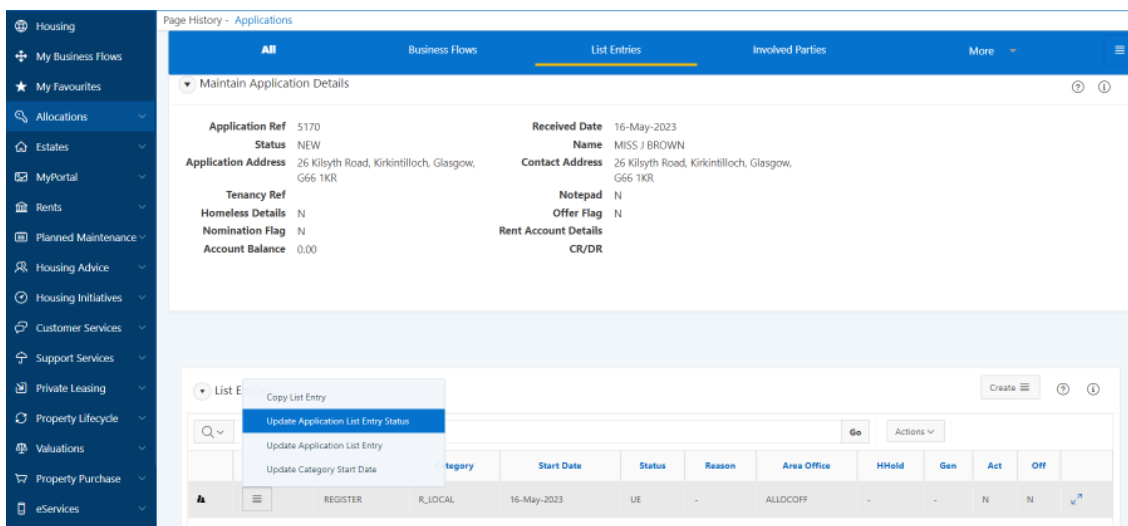 Page History - Applications
Housing
My Business Flows
My Favourites
Allocations
Estates
MyPortal
Rents
Planned Maintenance
Housing Advice
Housing Initiatives
Customer Services
Support Services
Private Leasing
Property Lifecycle
Valuations
Property Purchase
eServices
All Business Flows List Entries Involved Parties More
Maintain Application Details
Application Ref 5170 Received Date 16-May-2023
Status NEW Name MISS J BROWN
Application Address 26 Kilsyth Road, Kirkintilloch, Glasgow, Contact Address 26 Kilsyth Road, Kirkintilloch, Glasgow,
G66 1KR G66 1KR
Tenancy Ref Notepad N
Homeless Details N Offer Flag N
Nomination Flag N Rent Account Details
Account Balance 0.00 CR/DR
List E Create
Copy List Entry
Update Application List Entry Status
Update Application List Entry
Update Category Start Date
Go Actions
tegory Start Date Status Reason Area Office HHold Gen Act Off
REGISTER R_LOCAL 16-May-2023 UE - ALLOCOFF - - N N